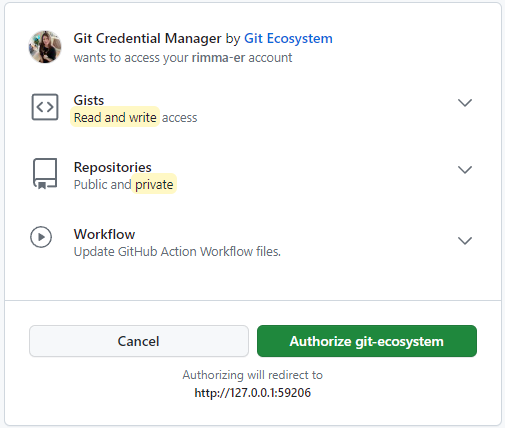 Git Credential Manager by Git Ecosystem
wants to access your rimma-er account
Gists
Read and write access
Repositories
Public and private
Workflow
Update GitHub Action Workflow files.
Cancel
Authorize git-ecosystem
Authorizing will redirect to
http://127.0.0.1:59206